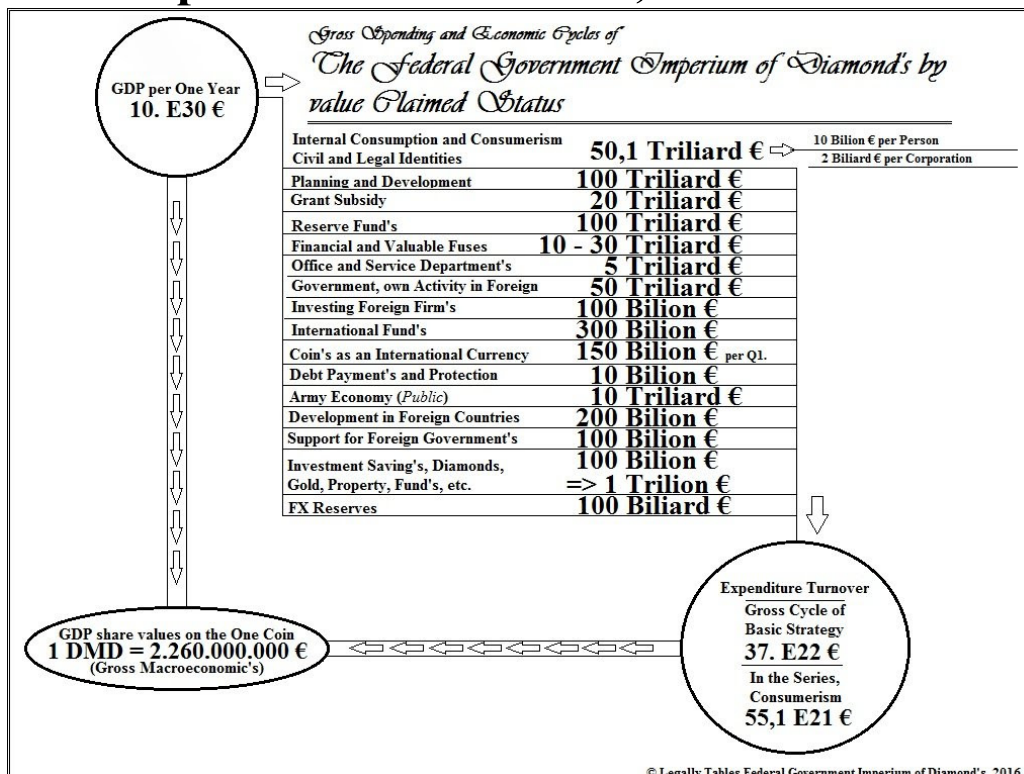 GDP per One Year
10. E30 €
Gross Spending and Economic Cycles of
The Federal Government Imperium of Diamond's by
value Claimed Status
Internal Consumption and Consumerism
Civil and Legal Identities
50,1 Triliard €
10 Bilion € per Person
2 Biliard € per Corporation
Planning and Development 100 Triliard €
Grant Subsidy 20 Triliard €
Reserve Fund's 100 Triliard €
Financial and Valuable Fuses 10 - 30 Triliard €
Office and Service Department's 5 Triliard €
Government, own Activity in Foreign 50 Triliard €
Investing Foreign Firm's 100 Bilion €
International Fund's 300 Bilion €
Coin's as an International Currency 150 Bilion € per Q1.
Debt Payment's and Protection 10 Bilion €
Army Economy (Public) 10 Triliard €
Development in Foreign Countries 200 Bilion €
Support for Foreign Government's 100 Bilion €
Investment Saving's, Diamonds, 100 Bilion €
Gold, Property, Fund's, etc. => 1 Trilion €
FX Reserves 100 Biliard €
Expenditure Turnover
Gross Cycle of
Basic Strategy
37. E22 €
In the Series,
Consumerism
55,1 E21 €
GDP share values on the One Coin
1 DMD = 2.260.000.000 €
(Gross Macroeconomic's)
© Legally Tables Federal Government Imperium of Diamond's, 2016